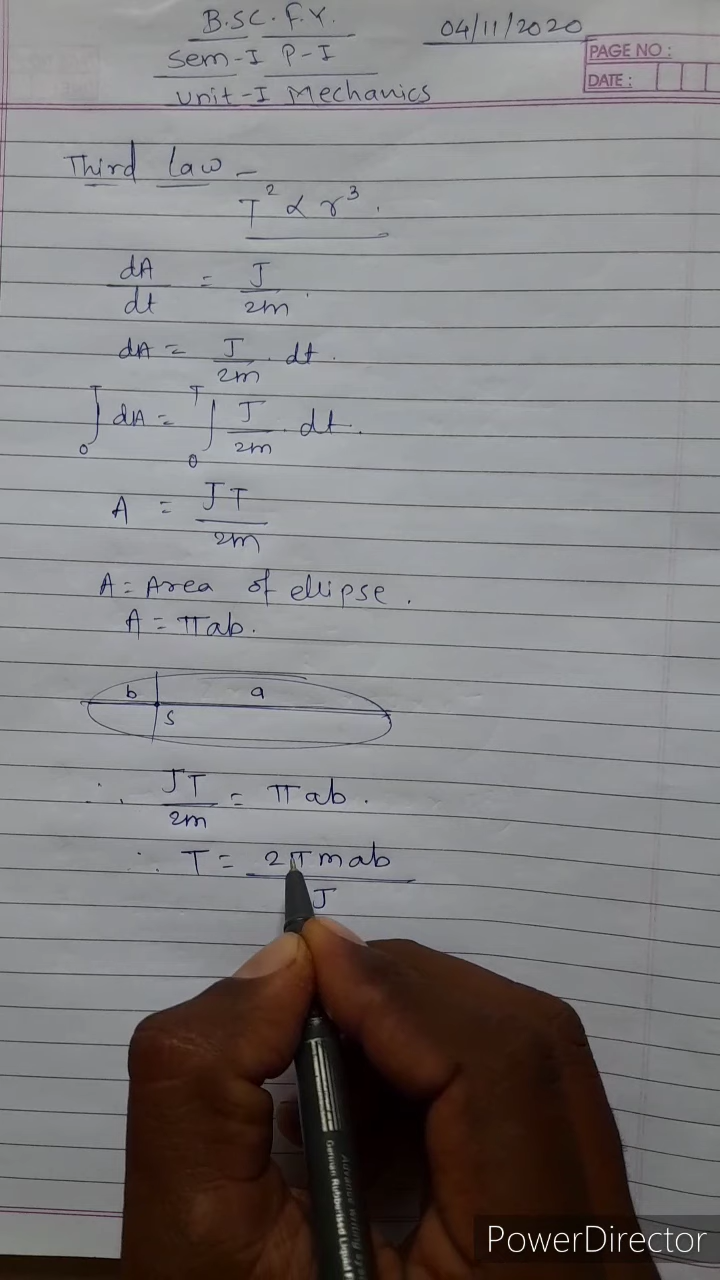 B.SC. F.Y.
04/11/2020
Sem-I P-I
PAGE NO :
DATE :
Unit-I Mechanics
Third law -
T² ∝ r³.
dA/dt = J/2m.
dA = J/2m . dt.
∫₀ᵀ dA = ∫₀ᵀ J/2m . dt.
A = JT/2m
A = Area of ellipse.
A = πab.
b a
S
∴ JT/2m = πab.
∴ T = 2πmab/J
PowerDirector